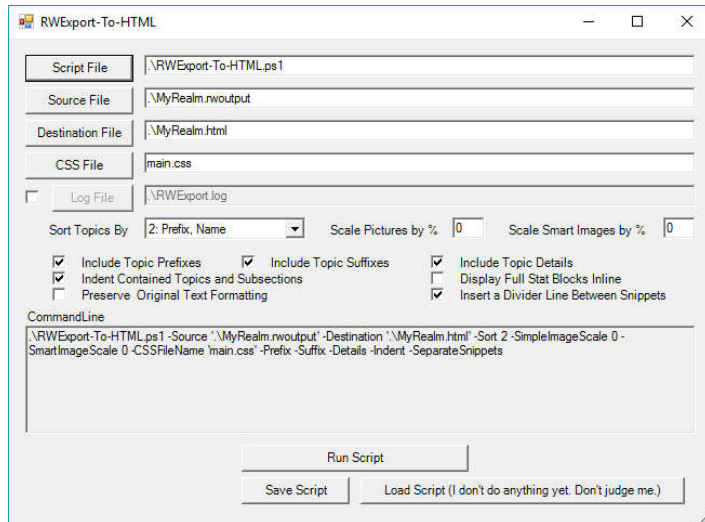 RWExport-To-HTML
Script File .\RWExport-To-HTML.ps1
Source File .\MyRealm.rwoutput
Destination File .\MyRealm.html
CSS File main.css
Log File .\RWExport.log
Sort Topics By 2: Prefix, Name Scale Pictures by % 0 Scale Smart Images by % 0
Include Topic Prefixes Include Topic Suffixes Include Topic Details
Indent Contained Topics and Subsections Display Full Stat Blocks Inline
Preserve Original Text Formatting Insert a Divider Line Between Snippets
CommandLine
.\RWExport-To-HTML.ps1 -Source '.\MyRealm.rwoutput' -Destination '.\MyRealm.html' -Sort 2 -SimpleImageScale 0 -
SmartImageScale 0 -CSSFileName 'main.css' -Prefix -Suffix -Details -Indent -SeparateSnippets
Run Script
Save Script Load Script (I don't do anything yet. Don't judge me.)